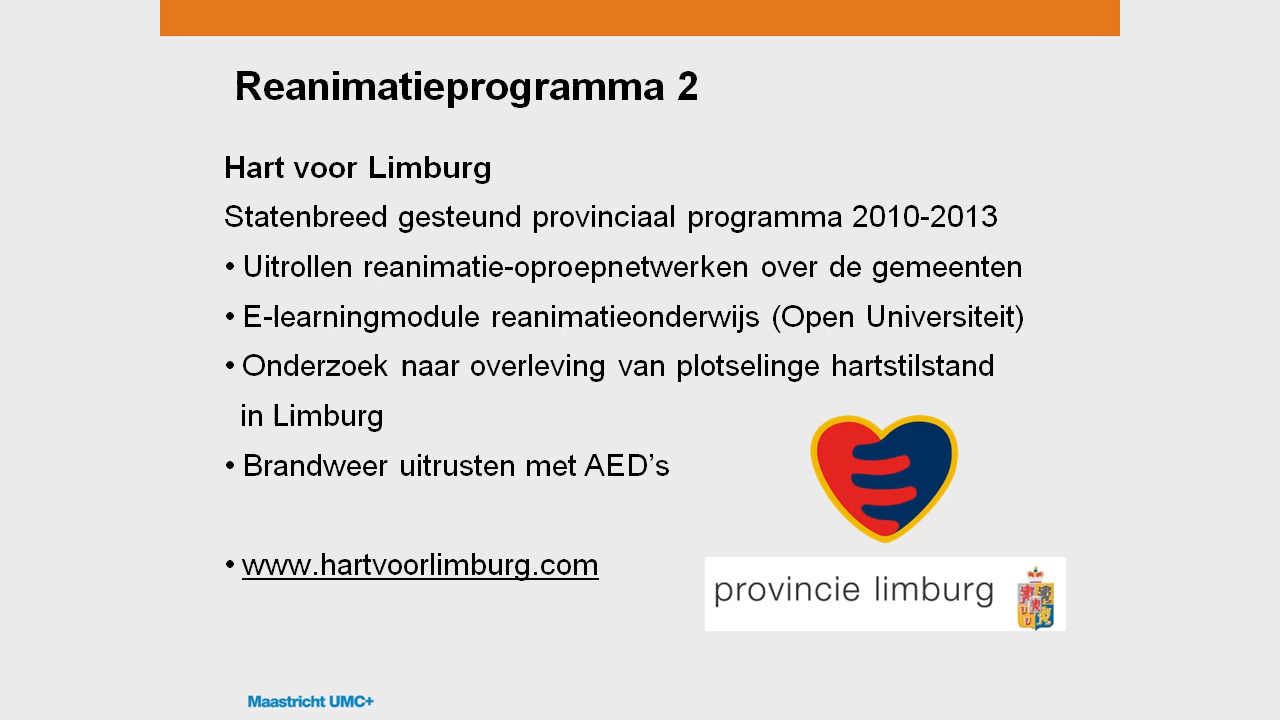 Reanimatieprogramma 2
Hart voor Limburg
Statenbreed gesteund provinciaal programma 2010-2013
• Uitrollen reanimatie-oproepnetwerken over de gemeenten
• E-learningmodule reanimatieonderwijs (Open Universiteit)
• Onderzoek naar overleving van plotselinge hartstilstand
in Limburg
• Brandweer uitrusten met AED’s
• www.hartvoorlimburg.com
provincie limburg
Maastricht UMC+